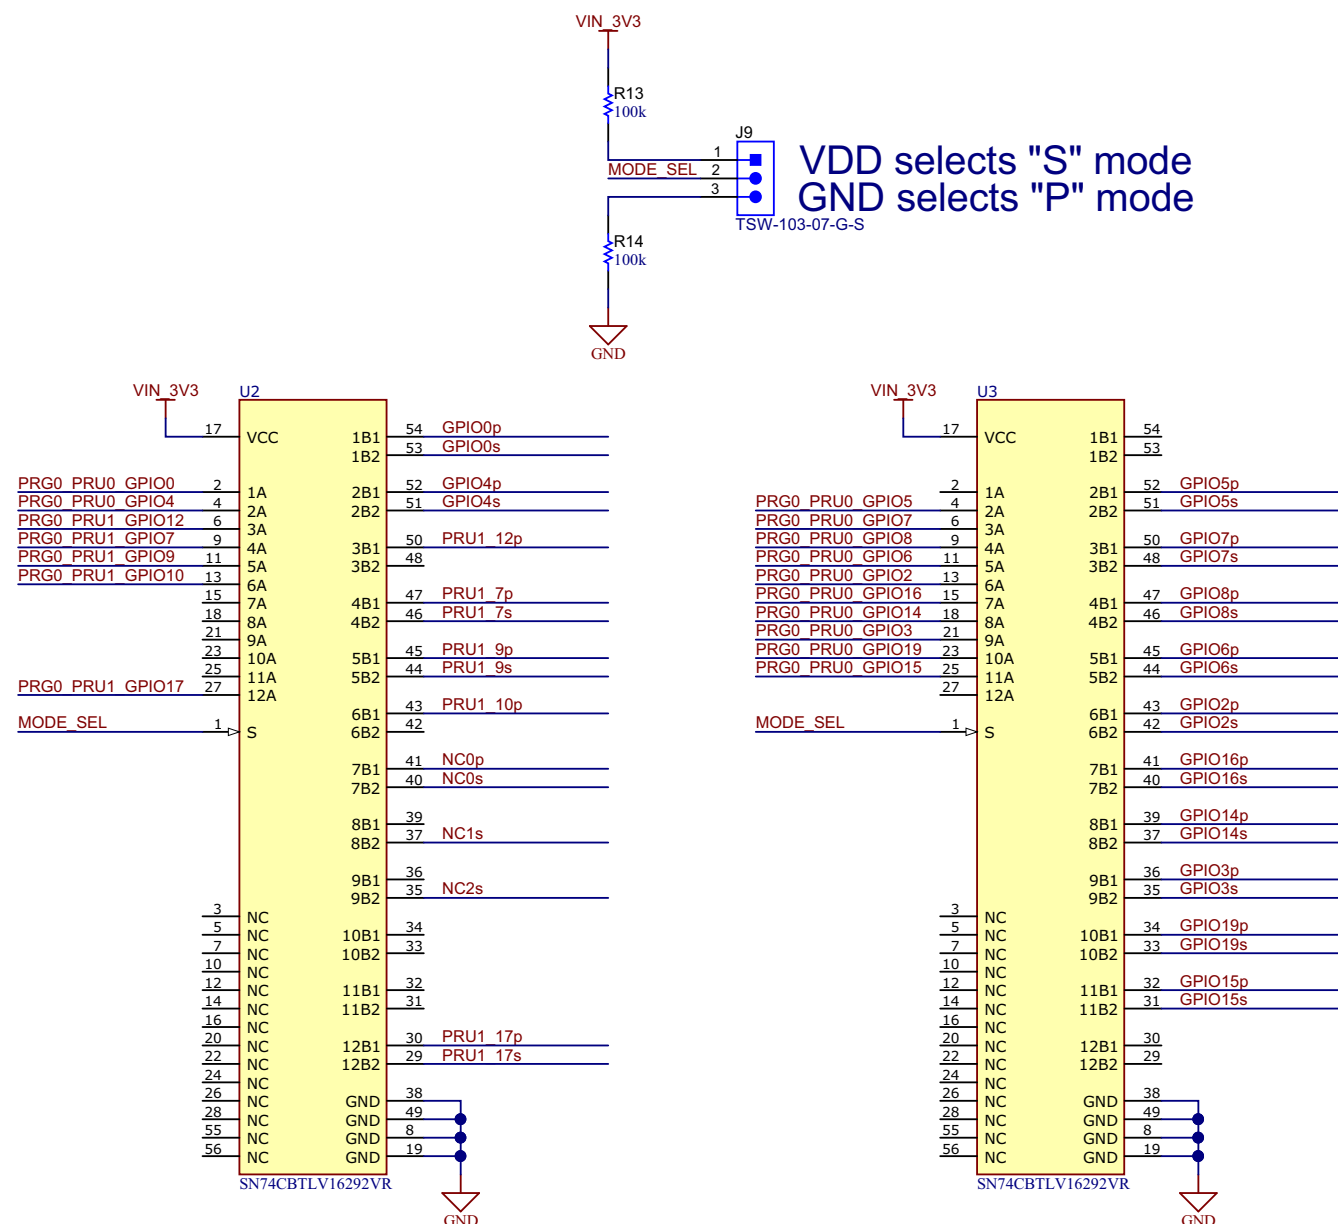 VIN_3V3
R13
100k
J9
1
MODE_SEL 2
3
VDD selects "S" mode
GND selects "P" mode
TSW-103-07-G-S
R14
100k
GND
VIN_3V3
U2
17 VCC
PRG0_PRU0_GPIO0 2 1A
PRG0_PRU0_GPIO4 4 2A
PRG0_PRU1_GPIO12 6 3A
PRG0_PRU1_GPIO7 9 4A
PRG0_PRU1_GPIO9 11 5A
PRG0_PRU1_GPIO10 13 6A
15 7A
18 8A
21 9A
23 10A
25 11A
PRG0_PRU1_GPIO17 27 12A
MODE_SEL 1 S
3 NC
5 NC
7 NC
10 NC
12 NC
14 NC
16 NC
20 NC
22 NC
24 NC
26 NC
28 NC
55 NC
56 NC
1B1 54 GPIO0p
1B2 53 GPIO0s
2B1 52 GPIO4p
2B2 51 GPIO4s
3B1 50 PRU1_12p
3B2 48
4B1 47 PRU1_7p
4B2 46 PRU1_7s
5B1 45 PRU1_9p
5B2 44 PRU1_9s
6B1 43 PRU1_10p
6B2 42
7B1 41 NC0p
7B2 40 NC0s
8B1 39
8B2 37 NC1s
9B1 36
9B2 35 NC2s
10B1 34
10B2 33
11B1 32
11B2 31
12B1 30 PRU1_17p
12B2 29 PRU1_17s
GND 38
GND 49
GND 8
GND 19
SN74CBTLV16292VR
GND
VIN_3V3
U3
17 VCC
2 1A
PRG0_PRU0_GPIO5 4 2A
PRG0_PRU0_GPIO7 6 3A
PRG0_PRU0_GPIO8 9 4A
PRG0_PRU0_GPIO6 11 5A
PRG0_PRU0_GPIO2 13 6A
PRG0_PRU0_GPIO16 15 7A
PRG0_PRU0_GPIO14 18 8A
PRG0_PRU0_GPIO3 21 9A
PRG0_PRU0_GPIO19 23 10A
PRG0_PRU0_GPIO15 25 11A
27 12A
MODE_SEL 1 S
3 NC
5 NC
7 NC
10 NC
12 NC
14 NC
16 NC
20 NC
22 NC
24 NC
26 NC
28 NC
55 NC
56 NC
1B1 54
1B2 53
2B1 52 GPIO5p
2B2 51 GPIO5s
3B1 50 GPIO7p
3B2 48 GPIO7s
4B1 47 GPIO8p
4B2 46 GPIO8s
5B1 45 GPIO6p
5B2 44 GPIO6s
6B1 43 GPIO2p
6B2 42 GPIO2s
7B1 41 GPIO16p
7B2 40 GPIO16s
8B1 39 GPIO14p
8B2 37 GPIO14s
9B1 36 GPIO3p
9B2 35 GPIO3s
10B1 34 GPIO19p
10B2 33 GPIO19s
11B1 32 GPIO15p
11B2 31 GPIO15s
12B1 30
12B2 29
GND 38
GND 49
GND 8
GND 19
SN74CBTLV16292VR
GND